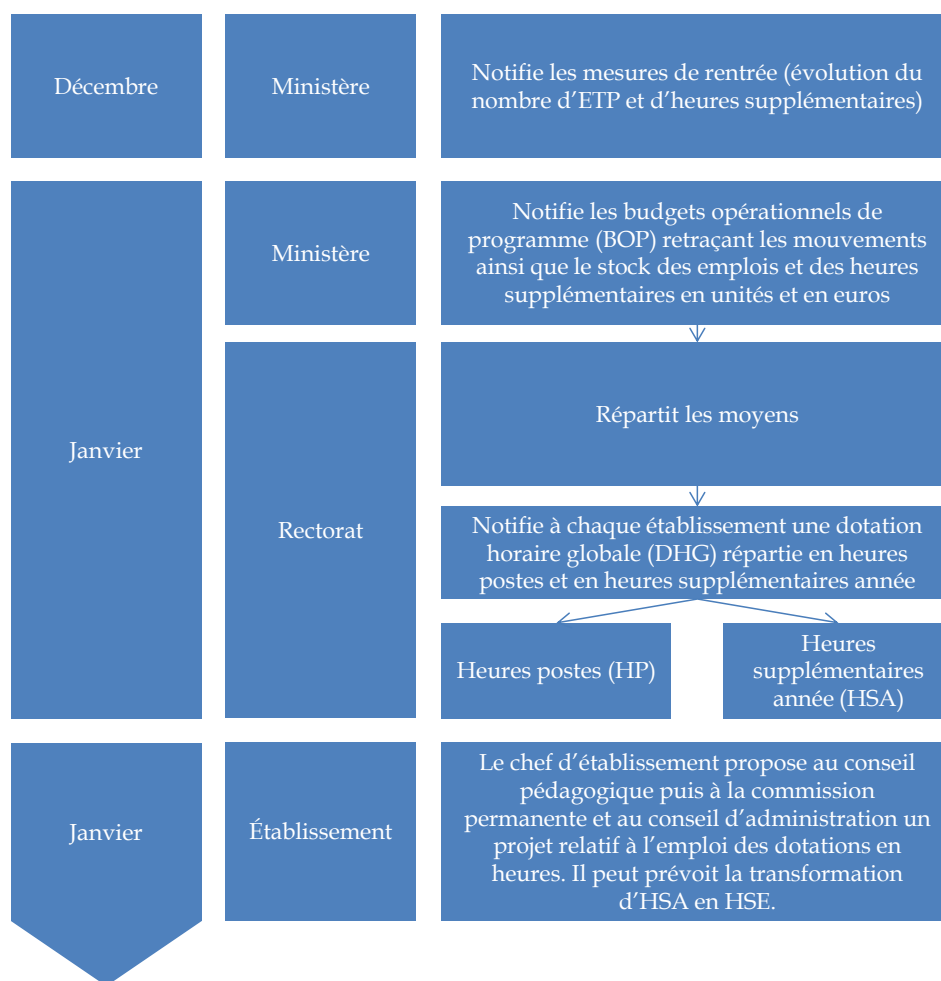 Décembre
Ministère
Notifie les mesures de rentrée (évolution du
nombre d’ETP et d’heures supplémentaires)
Janvier
Ministère
Notifie les budgets opérationnels de
programme (BOP) retraçant les mouvements
ainsi que le stock des emplois et des heures
supplémentaires en unités et en euros
Rectorat
Répartit les moyens
Notifie à chaque établissement une dotation
horaire globale (DHG) répartie en heures
postes et en heures supplémentaires année
Heures postes (HP)
Heures
supplémentaires
année (HSA)
Janvier
Établissement
Le chef d’établissement propose au conseil
pédagogique puis à la commission
permanente et au conseil d’administration un
projet relatif à l’emploi des dotations en
heures. Il peut prévoit la transformation
d’HSA en HSE.